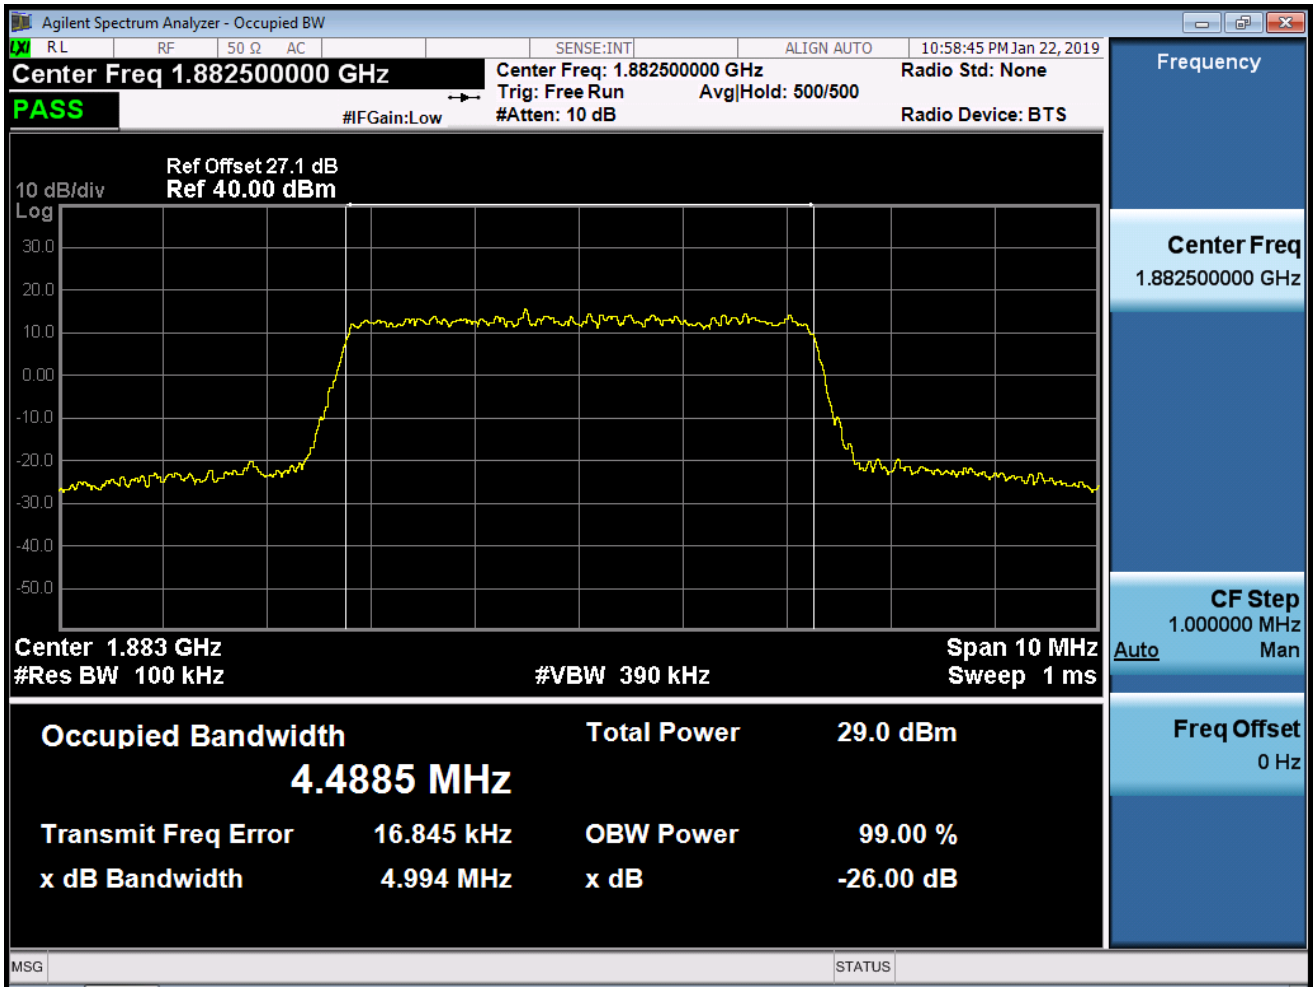 Agilent Spectrum Analyzer - Occupied BW
LXI RL RF 50 Ω AC SENSE:INT ALIGN AUTO 10:58:45 PM Jan 22, 2019
Center Freq 1.882500000 GHz
PASS
#IFGain:Low
Center Freq: 1.882500000 GHz
Trig: Free Run Avg|Hold: 500/500
#Atten: 10 dB
Radio Std: None
Radio Device: BTS
Ref Offset 27.1 dB
10 dB/div Ref 40.00 dBm
Log
30.0
20.0
10.0
0.00
-10.0
-20.0
-30.0
-40.0
-50.0
Center 1.883 GHz Span 10 MHz
#Res BW 100 kHz #VBW 390 kHz Sweep 1 ms
Occupied Bandwidth Total Power 29.0 dBm
4.4885 MHz
Transmit Freq Error 16.845 kHz OBW Power 99.00 %
x dB Bandwidth 4.994 MHz x dB -26.00 dB
MSG STATUS
Frequency
Center Freq
1.882500000 GHz
CF Step
1.000000 MHz
Auto Man
Freq Offset
0 Hz